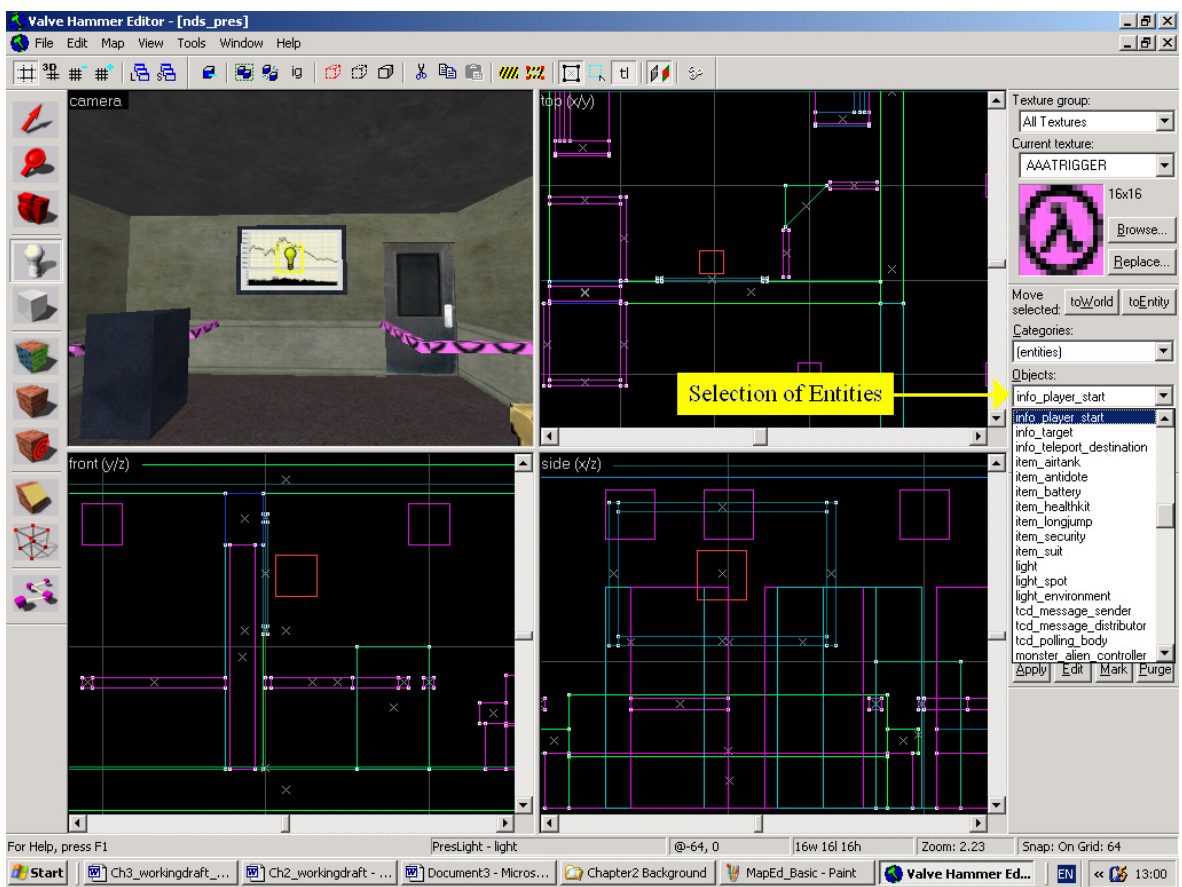 Valve Hammer Editor - [nds_pres]
File Edit Map View Tools Window Help
3D
ig
tl
camera
top (x/y)
front (y/z)
side (x/z)
Selection of Entities
Texture group:
All Textures
Current texture:
AAATRIGGER
16x16
Browse...
Replace...
Move selected: toWorld toEntity
Categories:
(entities)
Objects:
info_player_start
info_player_start
info_target
info_teleport_destination
item_airtank
item_antidote
item_battery
item_healthkit
item_longjump
item_security
item_suit
light
light_spot
light_environment
tcd_message_sender
tcd_message_distributor
tcd_polling_body
monster_alien_controller
Apply Edit Mark Purge
For Help, press F1 PresLight - light @-64, 0 16w 16l 16h Zoom: 2.23 Snap: On Grid: 64
Start Ch3_workingdraft_... Ch2_workingdraft - ... Document3 - Micros... Chapter2 Background MapEd_Basic - Paint Valve Hammer Ed... EN « 13:00